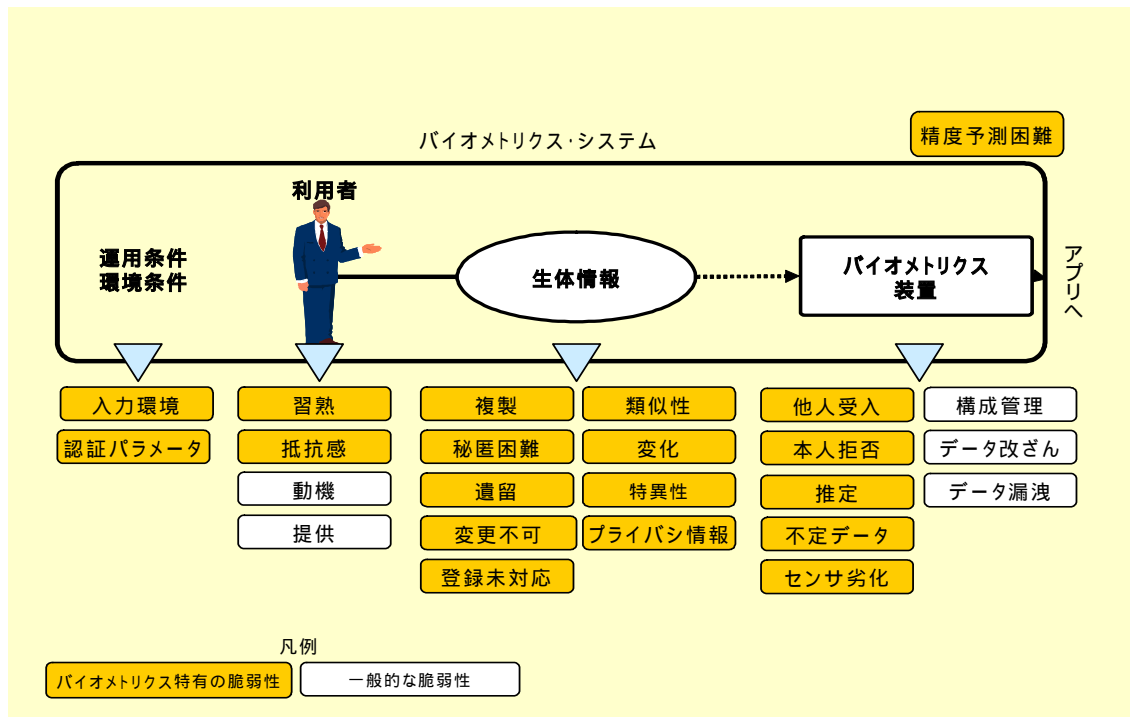 バイオメトリクス･システム
精度予測困難
利用者
運用条件
環境条件
生体情報
バイオメトリクス
装置
アプリへ
入力環境
認証パラメータ
習熟
抵抗感
動機
提供
複製
秘匿困難
遺留
変更不可
登録未対応
類似性
変化
特異性
プライバシ情報
他人受入
本人拒否
推定
不定データ
センサ劣化
構成管理
データ改ざん
データ漏洩
凡例
バイオメトリクス特有の脆弱性
一般的な脆弱性